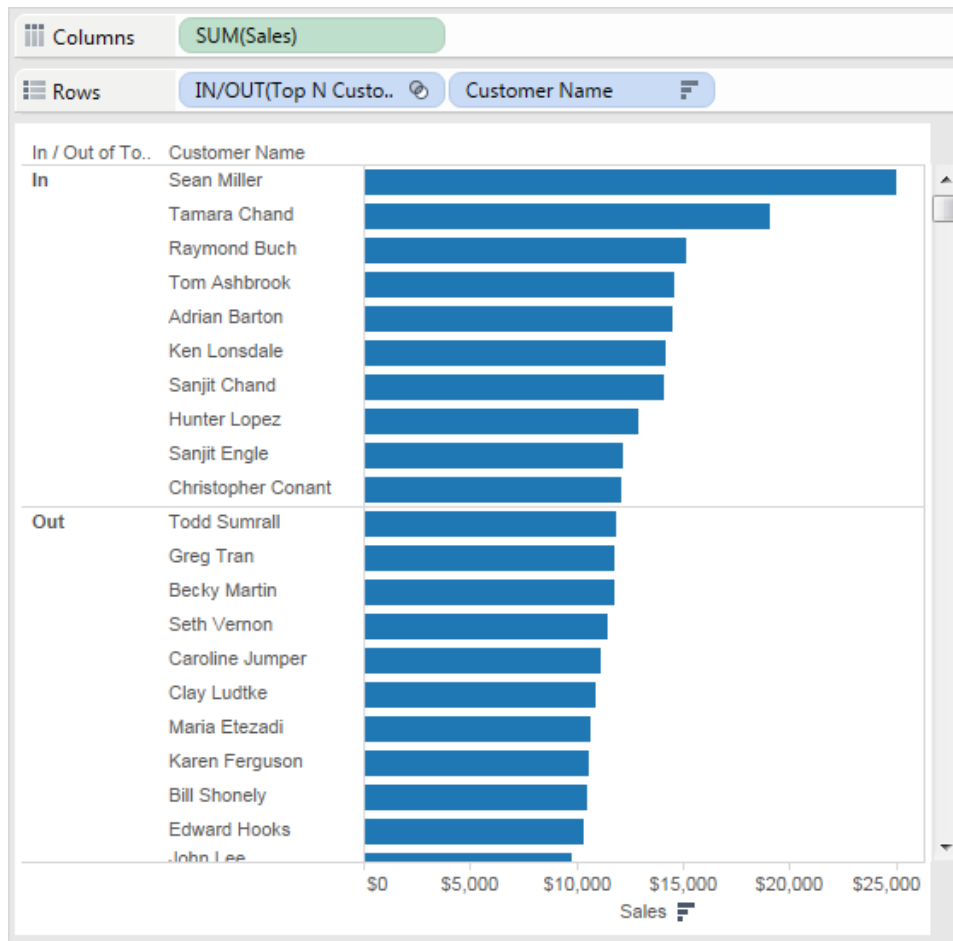 Columns SUM(Sales)
Rows IN/OUT(Top N Custo.. Customer Name
In / Out of To.. Customer Name
In Sean Miller
Tamara Chand
Raymond Buch
Tom Ashbrook
Adrian Barton
Ken Lonsdale
Sanjit Chand
Hunter Lopez
Sanjit Engle
Christopher Conant
Out Todd Sumrall
Greg Tran
Becky Martin
Seth Vernon
Caroline Jumper
Clay Ludtke
Maria Etezadi
Karen Ferguson
Bill Shonely
Edward Hooks
John Lee
$0 $5,000 $10,000 $15,000 $20,000 $25,000
Sales